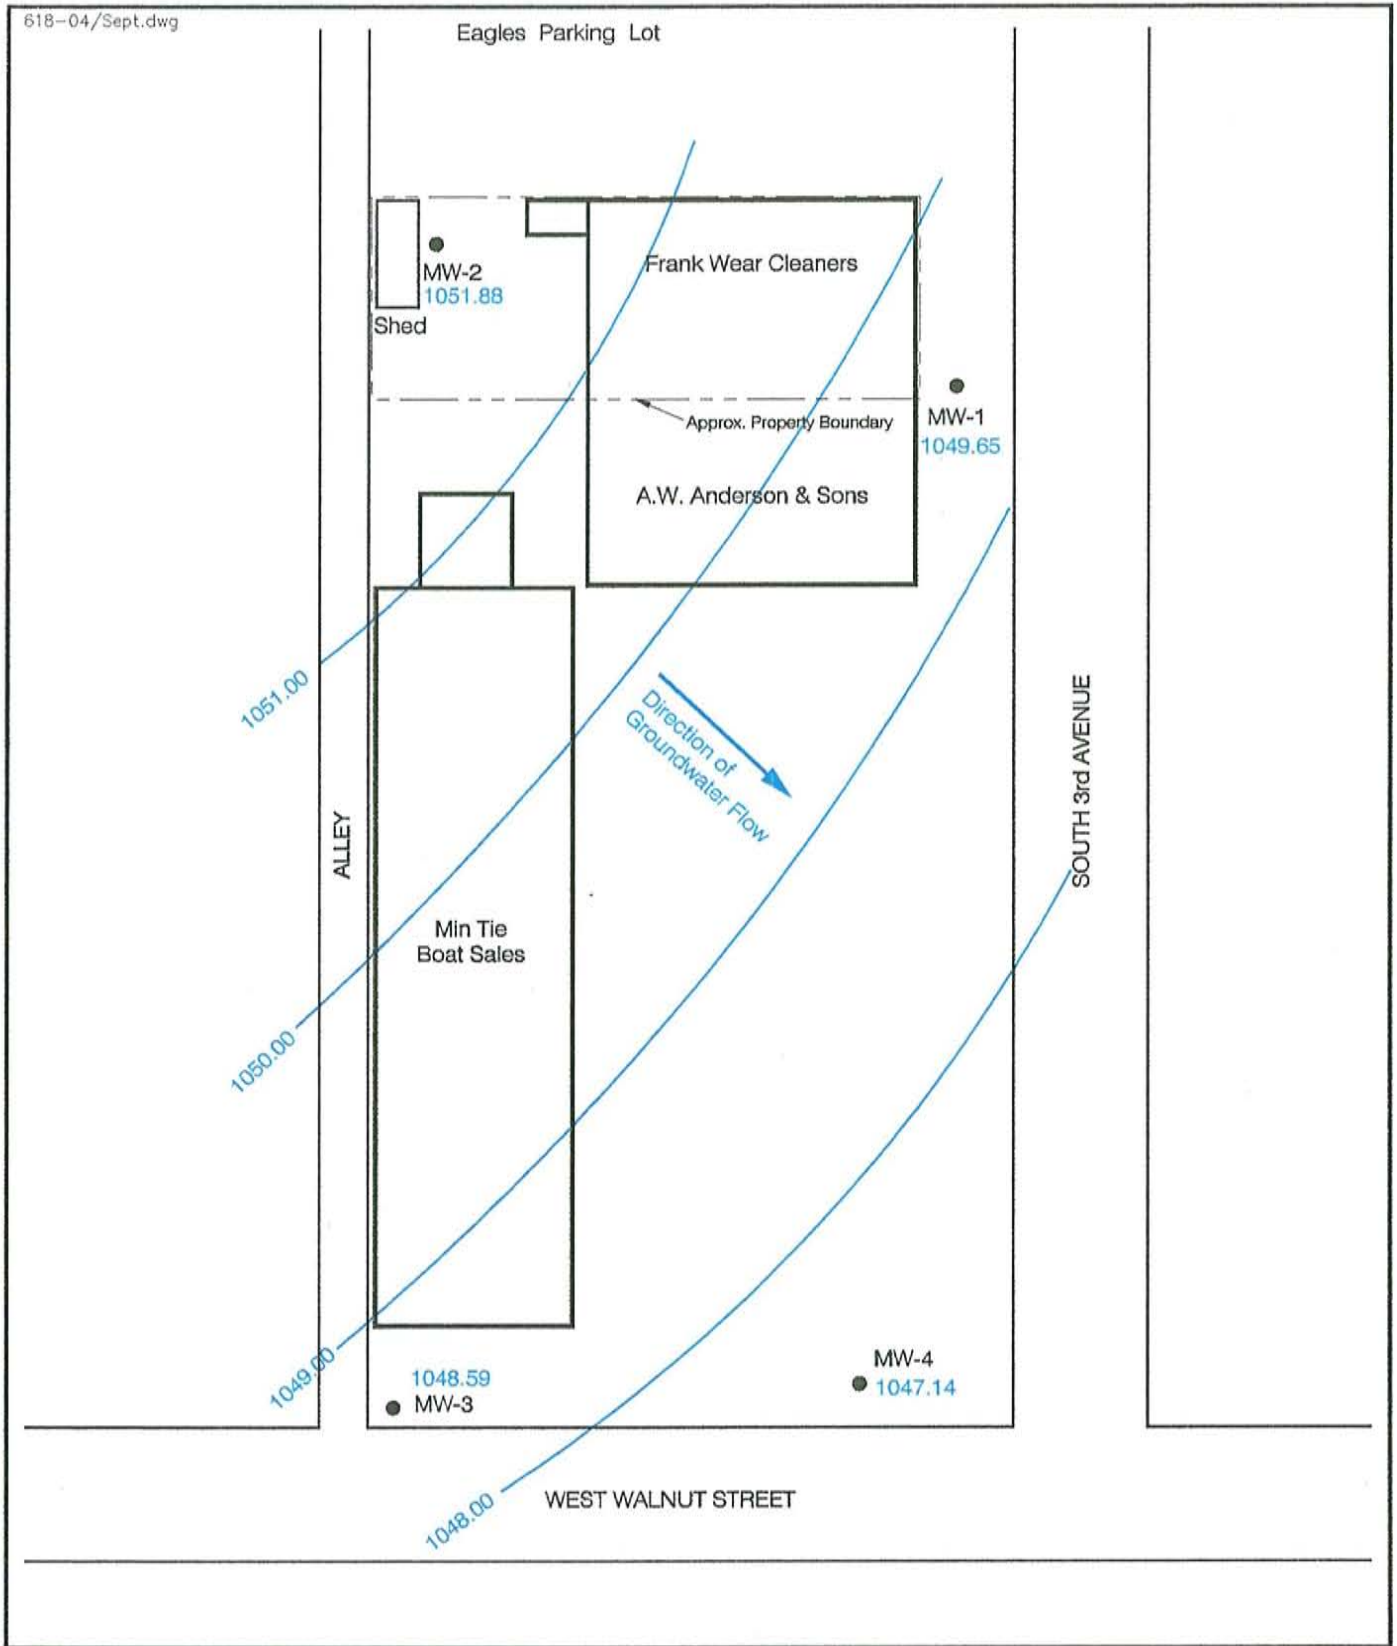 618-04/Sept.dwg
Eagles Parking Lot
Frank Wear Cleaners
MW-2
1051.88
Shed
Approx. Property Boundary
MW-1
1049.65
A.W. Anderson & Sons
1051.00
Direction of
Groundwater Flow
SOUTH 3rd AVENUE
ALLEY
Min Tie
Boat Sales
1050.00
1049.00
1048.59
MW-3
MW-4
1047.14
1048.00
WEST WALNUT STREET